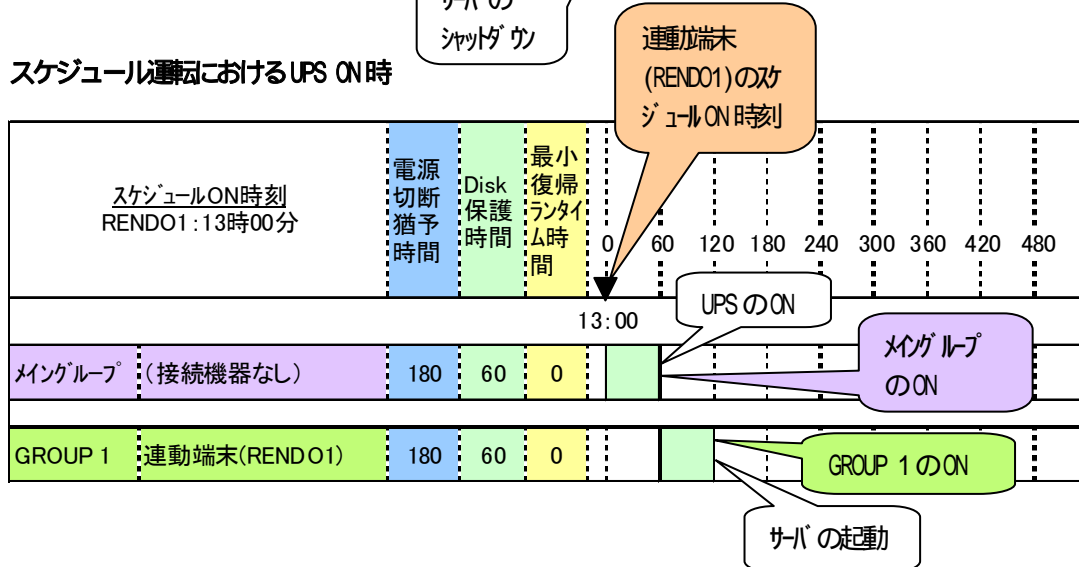 サーバの
シャットダウン
連動端末
(RENDO1)のスケ
ジュールON時刻
スケジュール運転におけるUPS ON時
スケジュールON時刻
RENDO1:13時00分
電源
切断
猶予
時間
Disk
保護
時間
最小
復帰
ランタイ
ム時
間
0 60 120 180 240 300 360 420 480
13:00
UPSのON
メイングループ
のON
メイングループ (接続機器なし) 180 60 0
GROUP 1 連動端末(RENDO1) 180 60 0
GROUP 1のON
サーバの起動